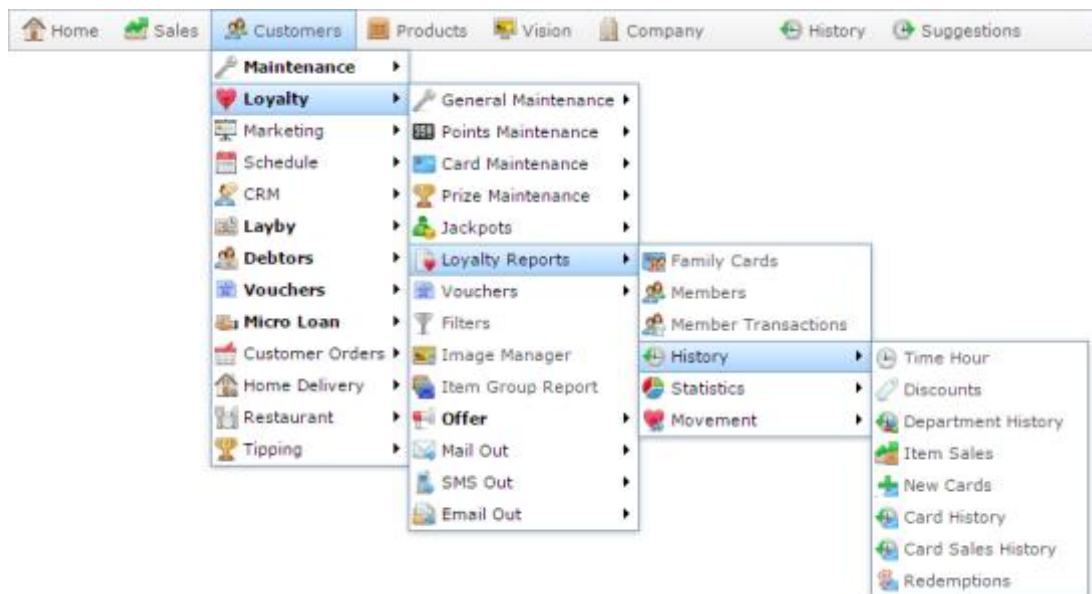 Home Sales Customers Products Vision Company History Suggestions
Maintenance
Loyalty
Marketing
Schedule
CRM
Layby
Debtors
Vouchers
Micro Loan
Customer Orders
Home Delivery
Restaurant
Tipping
General Maintenance
Points Maintenance
Card Maintenance
Prize Maintenance
Jackpots
Loyalty Reports
Vouchers
Filters
Image Manager
Item Group Report
Offer
Mail Out
SMS Out
Email Out
Family Cards
Members
Member Transactions
History
Statistics
Movement
Time Hour
Discounts
Department History
Item Sales
New Cards
Card History
Card Sales History
Redemptions